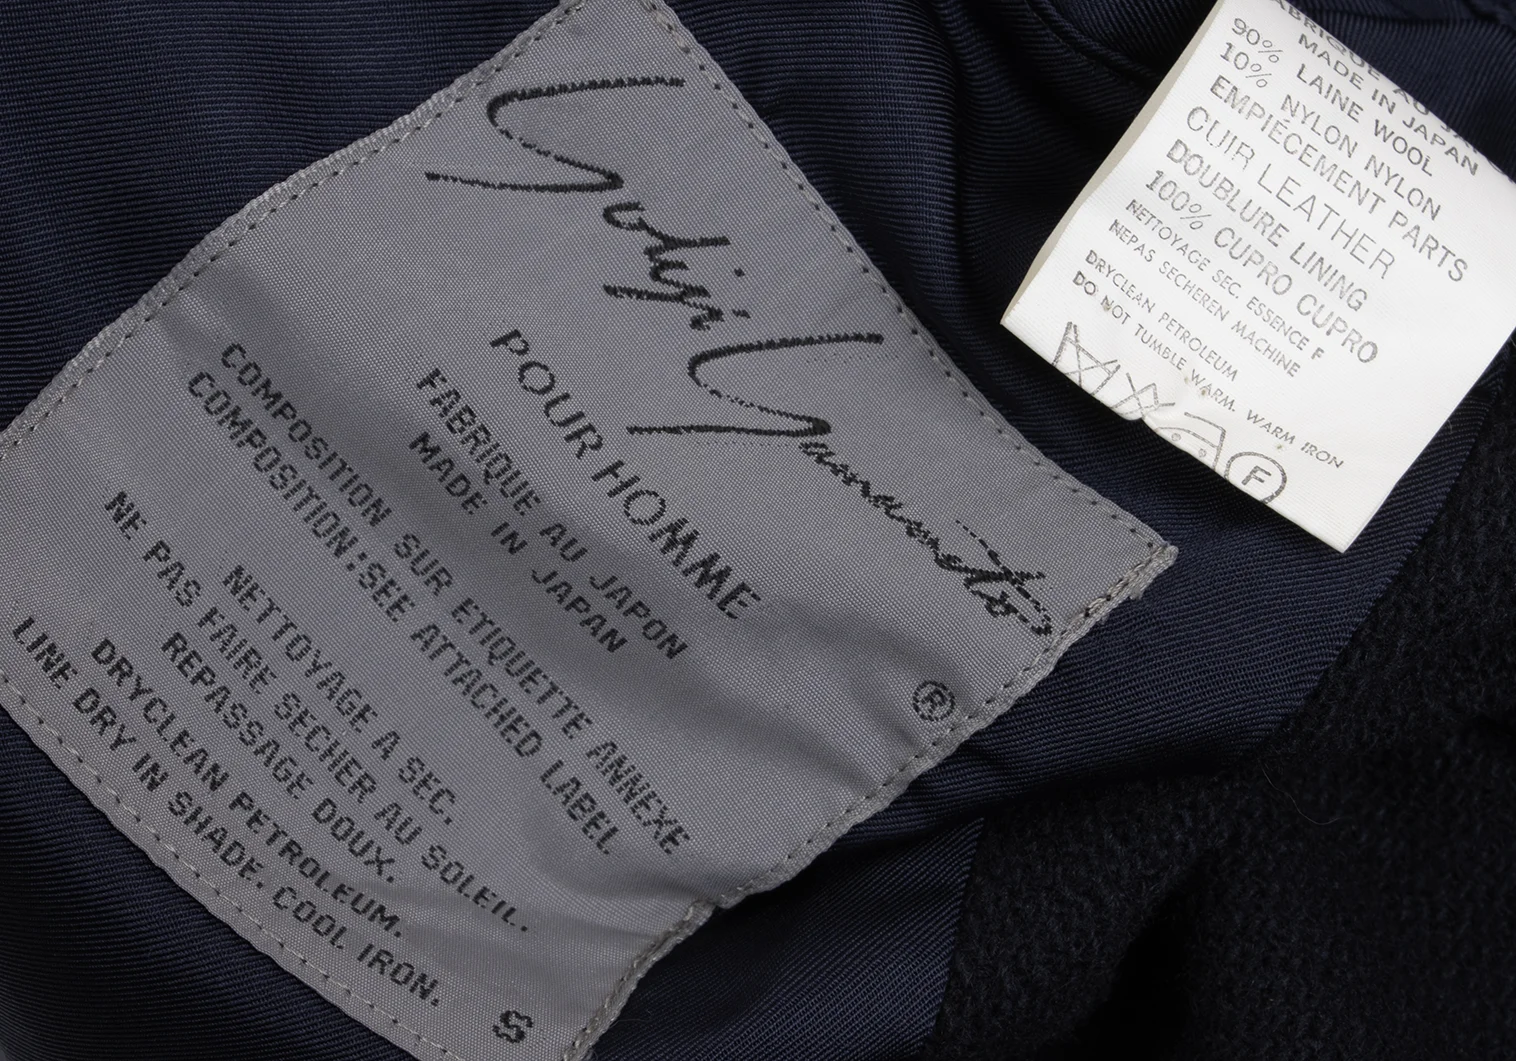 Yohji Yamamoto
POUR HOMME
FABRIQUE AU JAPON
MADE IN JAPAN
®
COMPOSITION SUR ETIQUETTE ANNEXE
COMPOSITION:SEE ATTACHED LABEL
NETTOYAGE A SEC.
NE PAS FAIRE SECHER AU SOLEIL.
REPASSAGE DOUX.
DRYCLEAN PETROLEUM.
LINE DRY IN SHADE. COOL IRON.
S
MADE IN JAPAN
90% LAINE WOOL
10% NYLON NYLON
EMPIECEMENT PARTS
CUIR LEATHER
DOUBLURE LINING
100% CUPRO CUPRO
NETTOYAGE SEC. ESSENCE F
NEPAS SECHEREN MACHINE
DRYCLEAN PETROLEUM
DO NOT TUMBLE WARM. WARM IRON
F